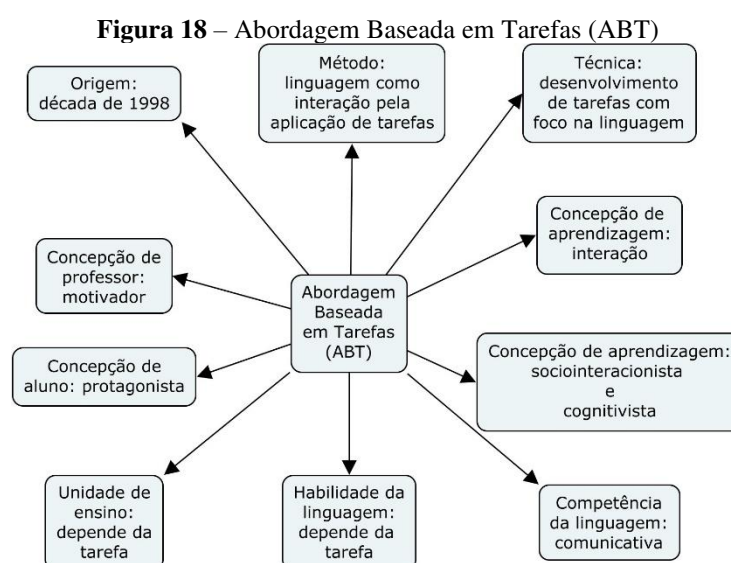 Figura 18 – Abordagem Baseada em Tarefas (ABT)
Origem:
década de 1998
Método:
linguagem como
interação pela
aplicação de tarefas
Técnica:
desenvolvimento
de tarefas com
foco na linguagem
Concepção de
aprendizagem:
interação
Concepção de
professor:
motivador
Abordagem
Baseada
em Tarefas
(ABT)
Concepção de
aluno: protagonista
Concepção de aprendizagem:
sociointeracionista
e
cognitivista
Unidade de
ensino:
depende da
tarefa
Habilidade da
linguagem:
depende da
tarefa
Competência
da linguagem:
comunicativa